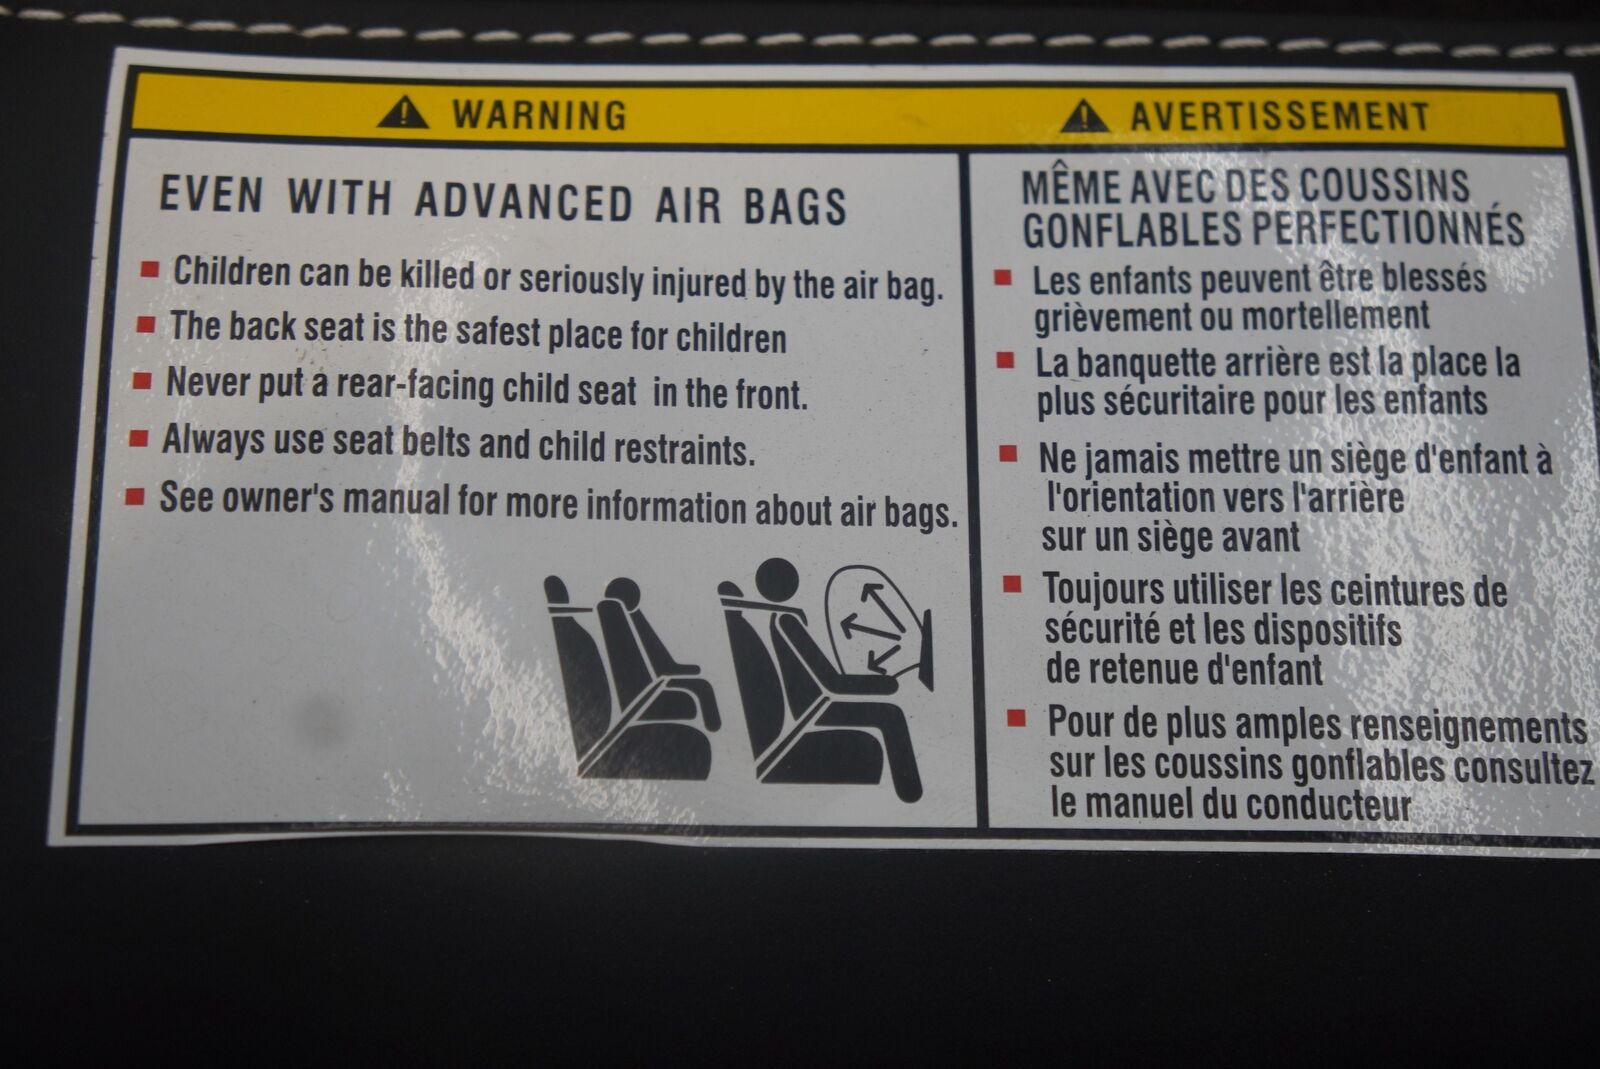 WARNING
EVEN WITH ADVANCED AIR BAGS
Children can be killed or seriously injured by the air bag.
The back seat is the safest place for children
Never put a rear-facing child seat in the front.
Always use seat belts and child restraints.
See owner's manual for more information about air bags.
AVERTISSEMENT
MÊME AVEC DES COUSSINS
GONFLABLES PERFECTIONNÉS
Les enfants peuvent être blessés
grièvement ou mortellement
La banquette arrière est la place la
plus sécuritaire pour les enfants
Ne jamais mettre un siège d'enfant à
l'orientation vers l'arrière
sur un siège avant
Toujours utiliser les ceintures de
sécurité et les dispositifs
de retenue d'enfant
Pour de plus amples renseignements
sur les coussins gonflables consultez
le manuel du conducteur